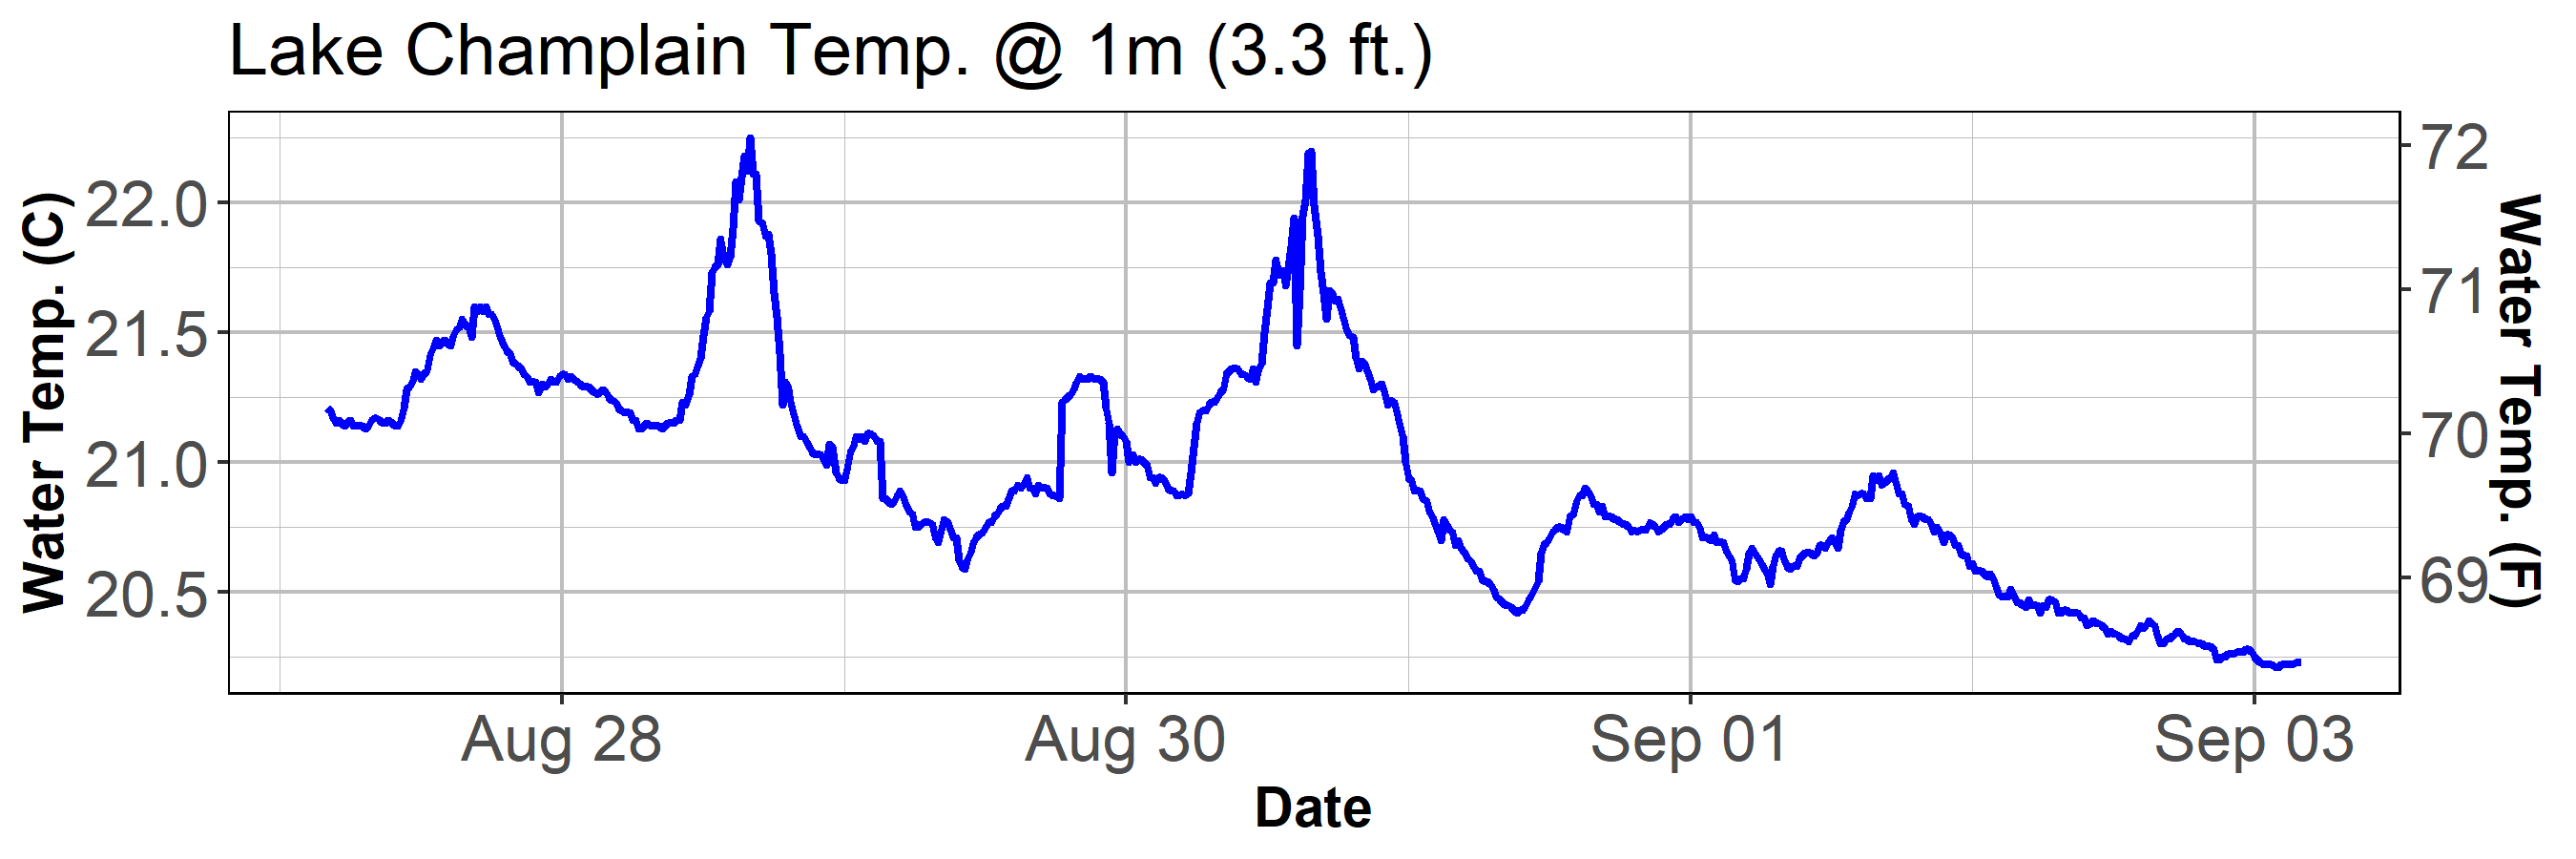 Lake Champlain Temp. @ 1m (3.3 ft.)
Water Temp. (C)
22.0
21.5
21.0
20.5
72
71
70
69
Water Temp. (F)
Aug 28
Aug 30
Sep 01
Sep 03
Date